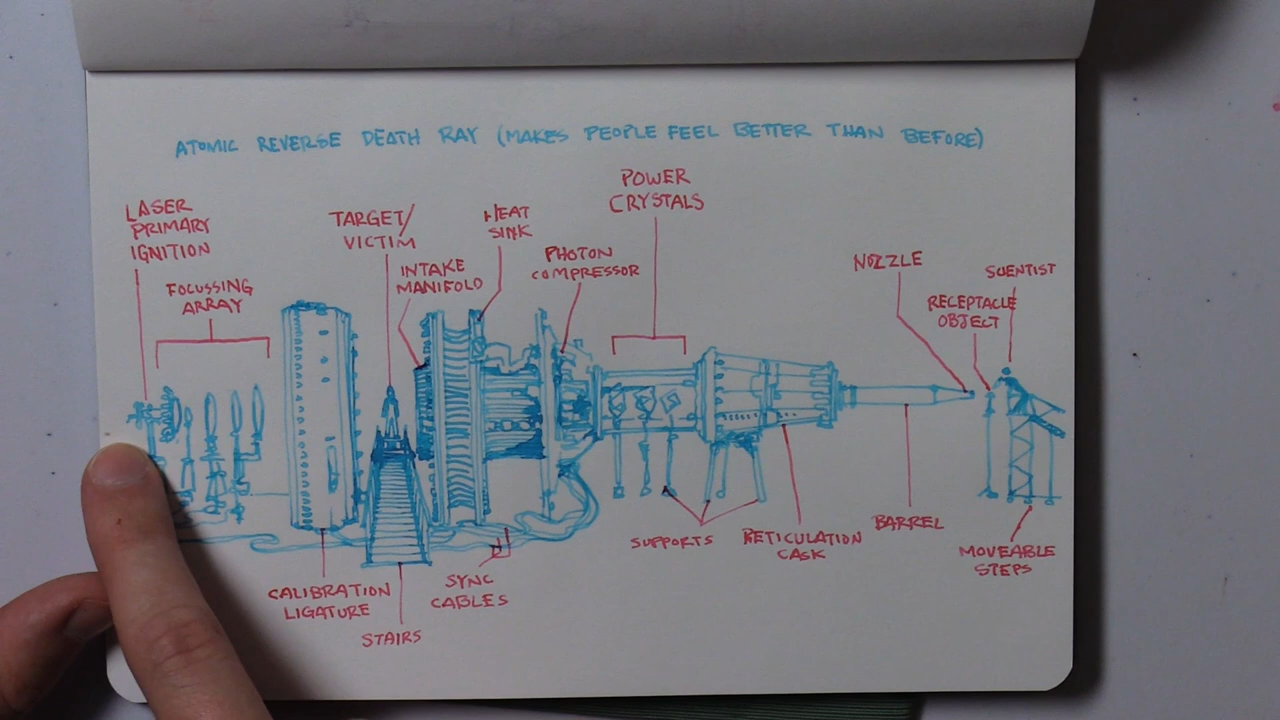 ATOMIC REVERSE DEATH RAY (MAKES PEOPLE FEEL BETTER THAN BEFORE)
LASER
PRIMARY
IGNITION
FOCUSSING
ARRAY
TARGET/
VICTIM
INTAKE
MANIFOLD
HEAT
SINK
PHOTON
COMPRESSOR
POWER
CRYSTALS
NOZZLE
RECEPTACLE
OBJECT
SCIENTIST
CALIBRATION
LIGATURE
STAIRS
SYNC
CABLES
SUPPORTS
RETICULATION
CASK
BARREL
MOVEABLE
STEPS